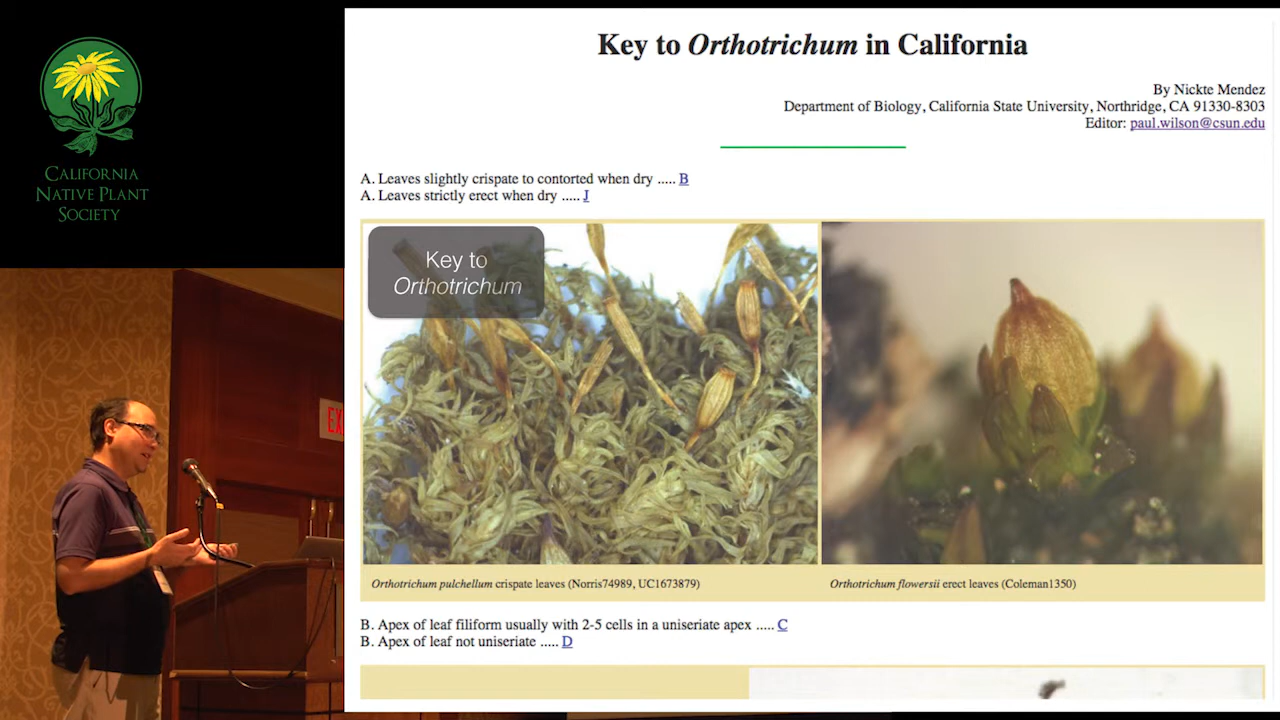 CALIFORNIA
NATIVE PLANT
SOCIETY
Key to Orthotrichum in California
By Nickte Mendez
Department of Biology, California State University, Northridge, CA 91330-8303
Editor: paul.wilson@csun.edu
A. Leaves slightly crispate to contorted when dry ..... B
A. Leaves strictly erect when dry ..... J
Key to
Orthotrichum
EX
Orthotrichum pulchellum crispate leaves (Norris74989, UC1673879)
Orthotrichum flowersii erect leaves (Coleman1350)
B. Apex of leaf filiform usually with 2-5 cells in a uniseriate apex ..... C
B. Apex of leaf not uniseriate ..... D